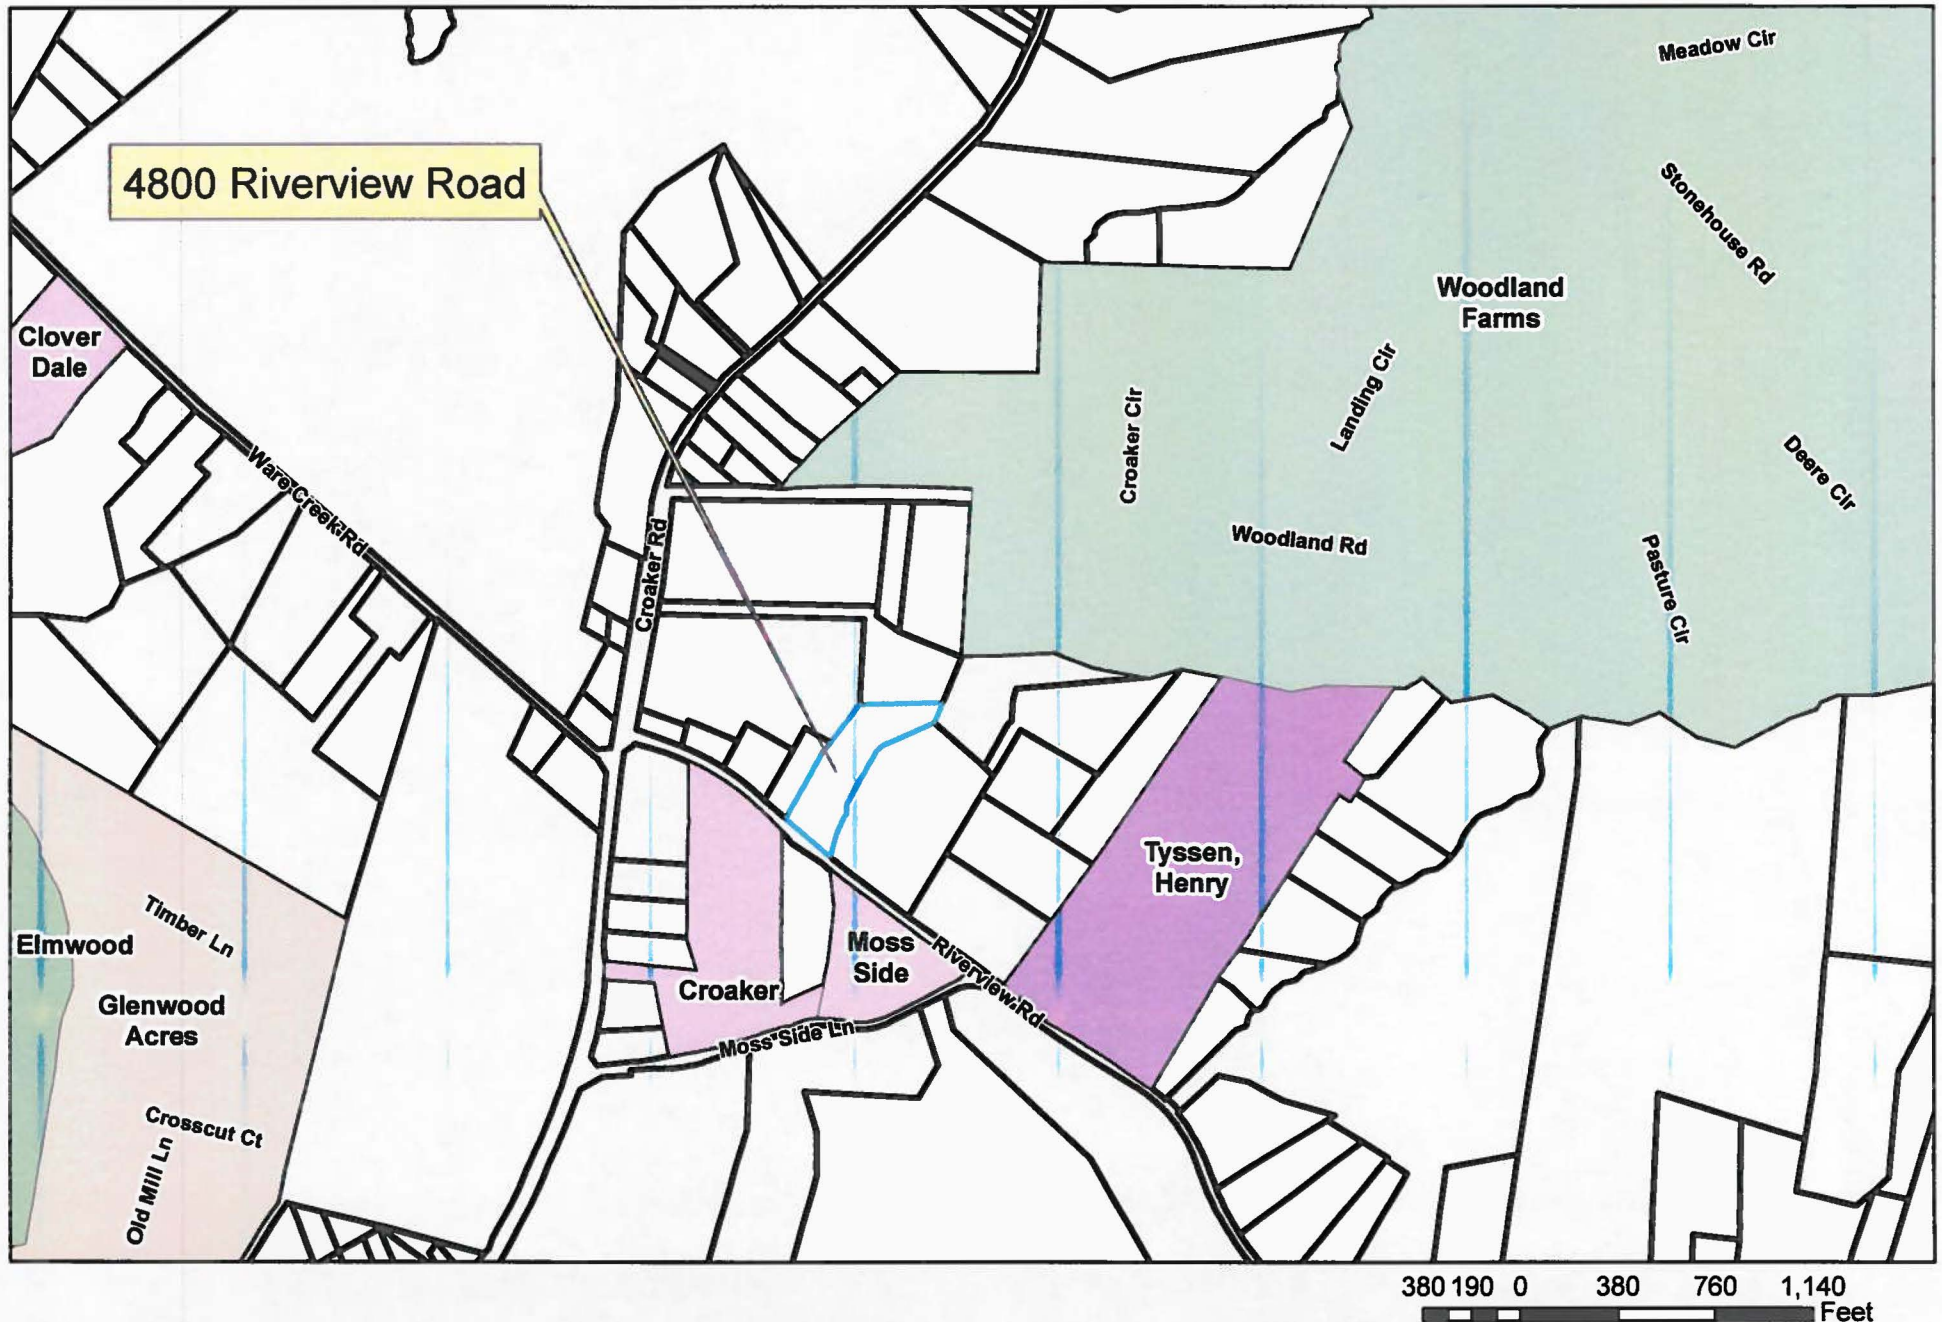 Meadow Cir
4800 Riverview Road
Stonehouse Rd
Woodland
Farms
Clover
Dale
Landing Cir
Croaker Cir
Deere Cir
Ware Creek Rd
Woodland Rd
Croaker Rd
Pasture Cir
Tyssen,
Henry
Timber Ln
Elmwood
Moss
Side
Riverview Rd
Croaker
Glenwood
Acres
Moss Side Ln
Crosscut Ct
Old Mill Ln
380 190 0 380 760 1,140
Feet